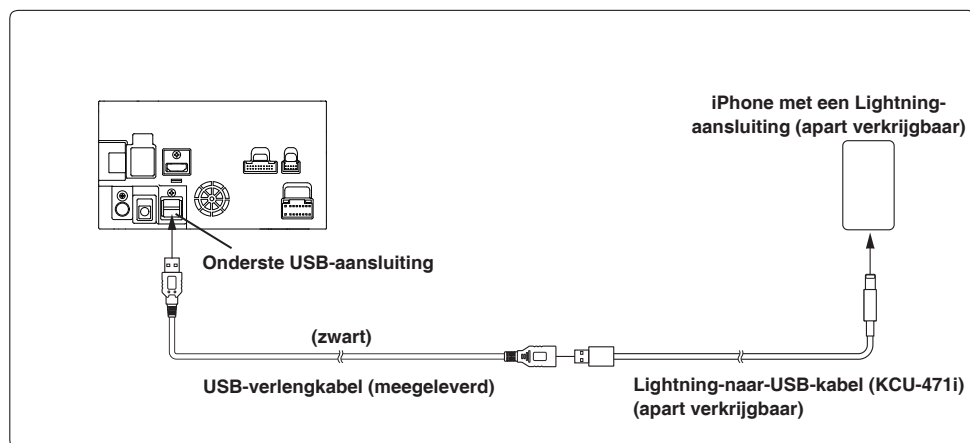 iPhone met een Lightning-
aansluiting (apart verkrijgbaar)
Onderste USB-aansluiting
(zwart)
USB-verlengkabel (meegeleverd)
Lightning-naar-USB-kabel (KCU-471i)
(apart verkrijgbaar)